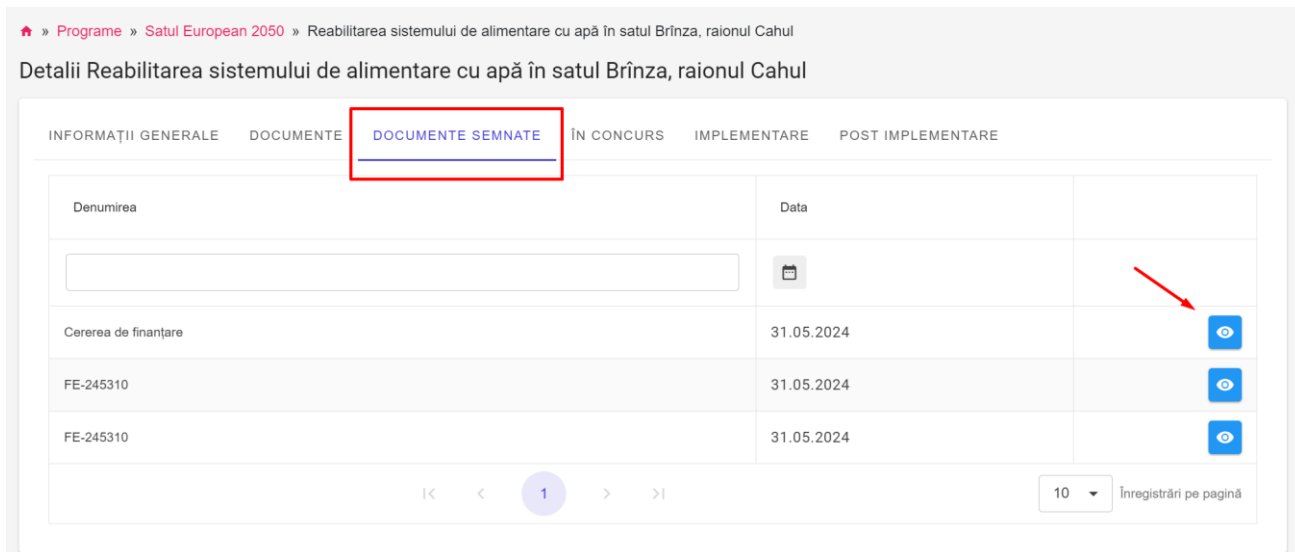 » Programe » Satul European 2050 » Reabilitarea sistemului de alimentare cu apă în satul Brînza, raionul Cahul
Detalii Reabilitarea sistemului de alimentare cu apă în satul Brînza, raionul Cahul
INFORMAȚII GENERALE DOCUMENTE DOCUMENTE SEMNATE ÎN CONCURS IMPLEMENTARE POST IMPLEMENTARE
Denumirea Data
Cererea de finanțare 31.05.2024
FE-245310 31.05.2024
FE-245310 31.05.2024
1 10 Înregistrări pe pagină